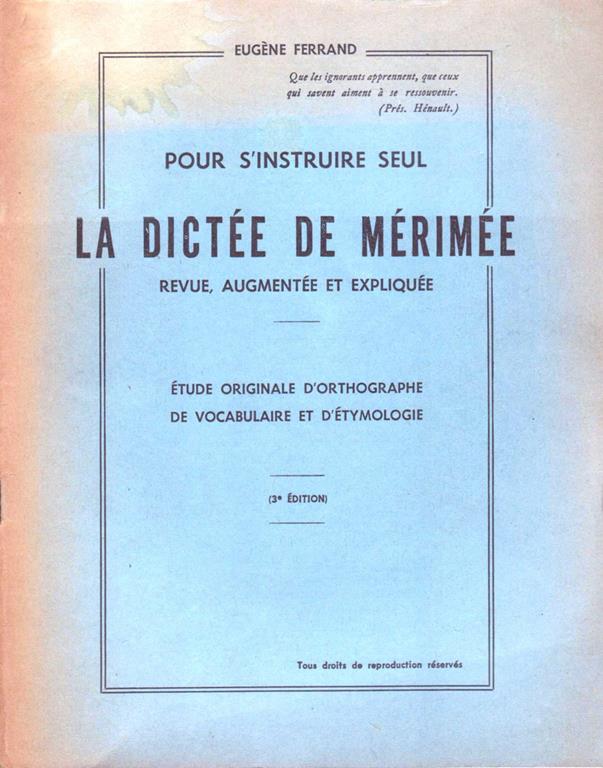 EUGÈNE FERRAND
Que les ignorants apprennent, que ceux
qui savent aiment à se ressouvenir.
(Prés. Hénault.)
POUR S'INSTRUIRE SEUL
LA DICTÉE DE MÉRIMÉE
REVUE, AUGMENTÉE ET EXPLIQUÉE
ÉTUDE ORIGINALE D'ORTHOGRAPHE
DE VOCABULAIRE ET D'ÉTYMOLOGIE
(3e ÉDITION)
Tous droits de reproduction réservés